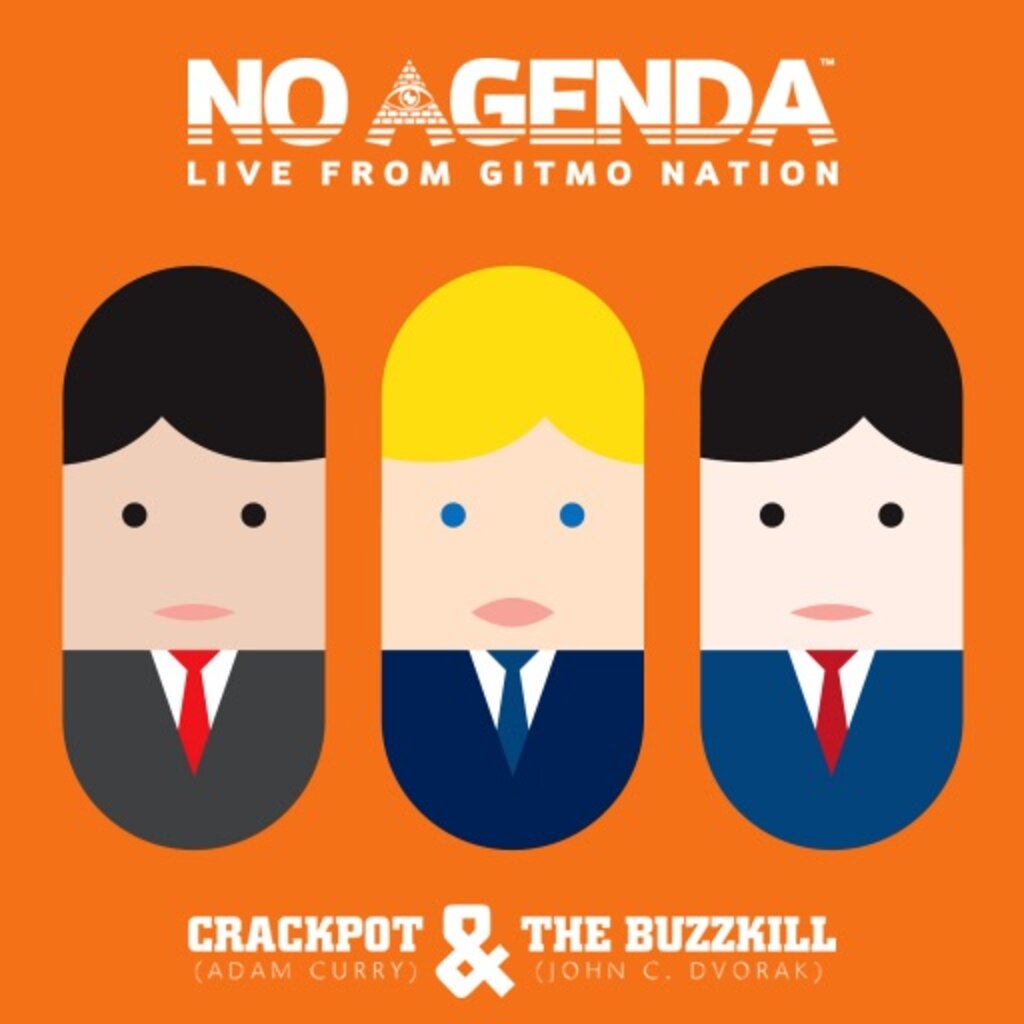 NO AGENDA™
LIVE FROM GITMO NATION
CRACKPOT & THE BUZZKILL
(ADAM CURRY) (JOHN C. DVORAK)